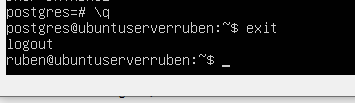 postgres=# \q
postgres@ubuntuserverruben:~$ exit
logout
ruben@ubuntuserverruben:~$ _